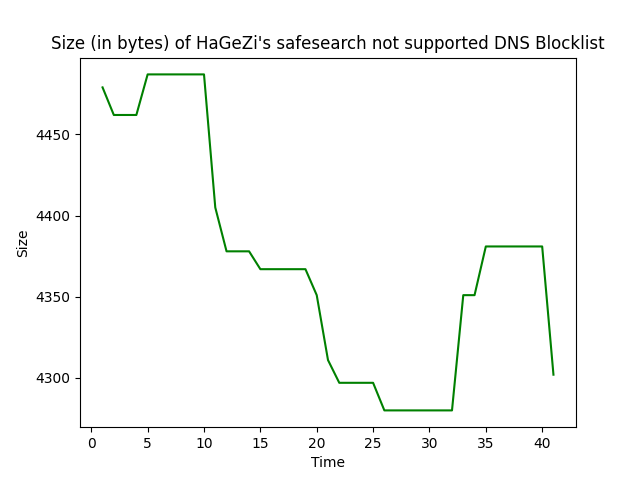 Size (in bytes) of HaGeZi's safesearch not supported DNS Blocklist
4450
4400
4350
4300
Size
0 5 10 15 20 25 30 35 40
Time